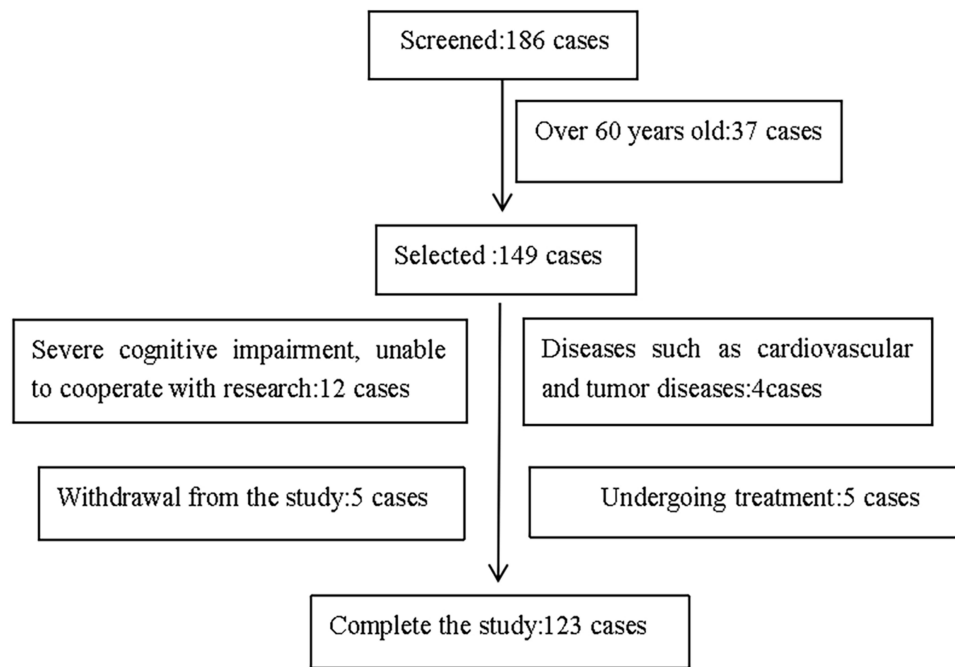 Screened:186 cases
Over 60 years old:37 cases
Selected :149 cases
Severe cognitive impairment, unable
to cooperate with research:12 cases
Diseases such as cardiovascular
and tumor diseases:4cases
Withdrawal from the study:5 cases
Undergoing treatment:5 cases
Complete the study:123 cases